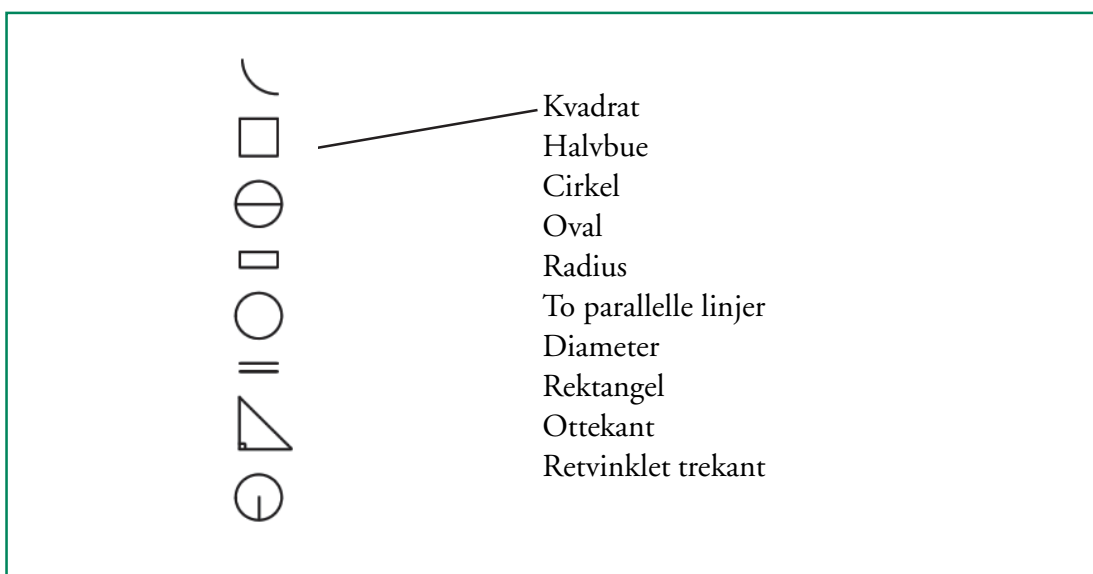 Kvadrat
Halvbue
Cirkel
Oval
Radius
To parallelle linjer
Diameter
Rektangel
Ottekant
Retvinklet trekant